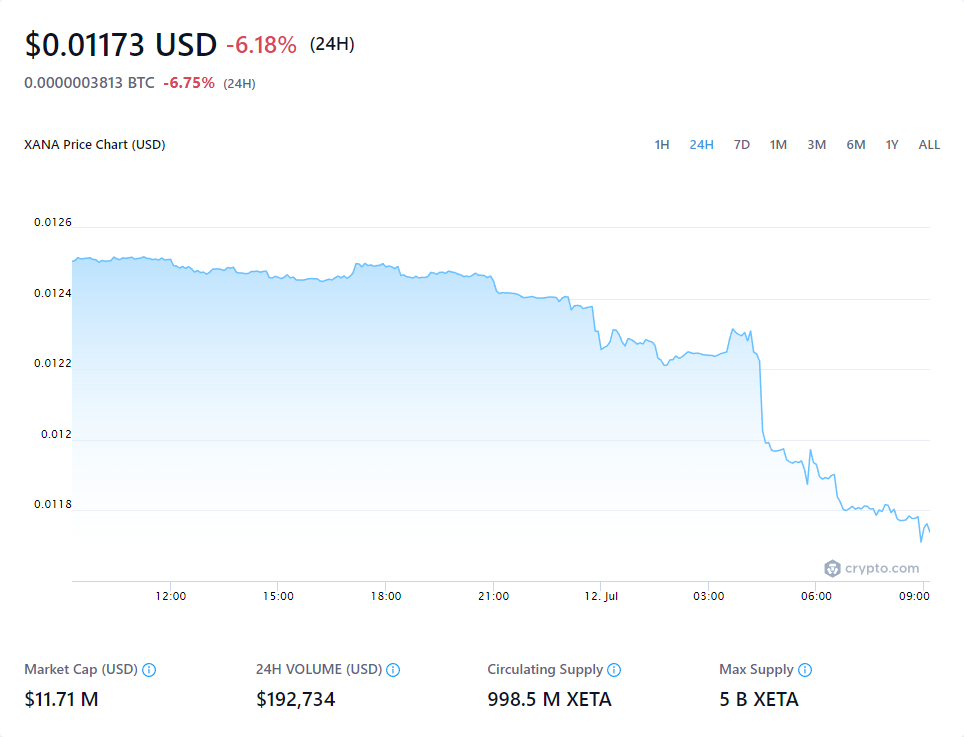 $0.01173 USD -6.18% (24H)
0.0000003813 BTC -6.75% (24H)
XANA Price Chart (USD) 1H 24H 7D 1M 3M 6M 1Y ALL
0.0126
0.0124
0.0122
0.012
0.0118
crypto.com
12:00 15:00 18:00 21:00 12. Jul 03:00 06:00 09:00
Market Cap (USD) 24H VOLUME (USD) Circulating Supply Max Supply
$11.71 M $192,734 998.5 M XETA 5 B XETA